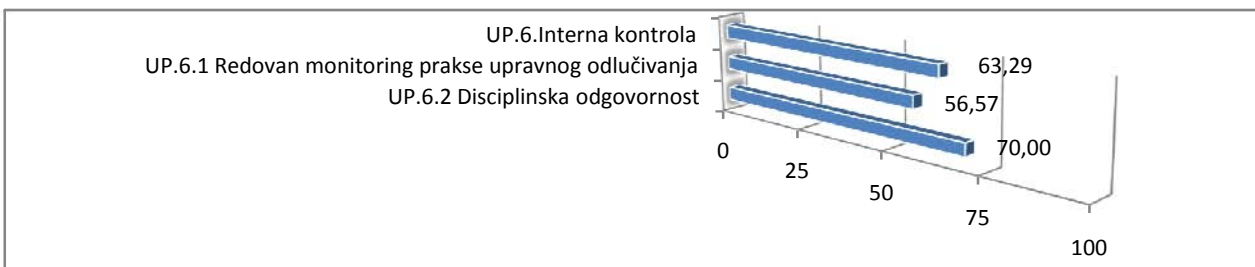 UP.6.Interna kontrola
63,29
UP.6.1 Redovan monitoring prakse upravnog odlučivanja
56,57
UP.6.2 Disciplinska odgovornost
70,00
0
25
50
75
100